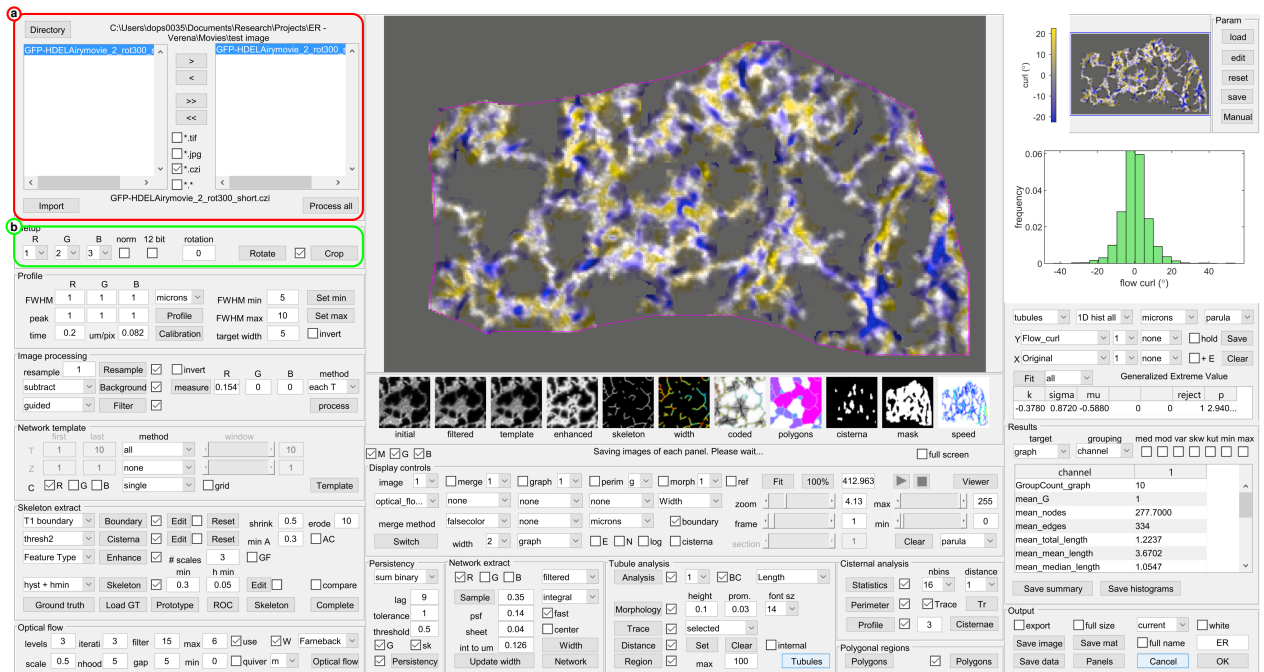 a
Directory
C:\Users\dops0035\Documents\Research\Projects\ER -
Verena\Movies\test image
GFP-HDELAirymovie_2_rot300_s
GFP-HDELAirymovie_2_rot300_s
>
<
>>
<<
*.tif
*.jpg
*.czi
*.*
GFP-HDELAirymovie_2_rot300_short.czi
Import
Process all
b
Setup
R G B norm 12 bit rotation
1 2 3 0 Rotate Crop
Profile
R G B
FWHM 1 1 1 microns FWHM min 5 Set min
peak 1 1 1 Profile FWHM max 10 Set max
time 0.2 um/pix 0.082 Calibration target width 5 invert
Image processing
resample 1 Resample invert R G B method
subtract Background measure 0.154 0 0 each T
guided Filter process
Network template
first last method window
T 1 10 all 10
Z 1 1 none 1
C R G B single grid Template
Skeleton extract
T1 boundary Boundary Edit Reset shrink 0.5 erode 10
thresh2 Cisterna Edit Reset min A 0.3 AC
Feature Type Enhance # scales 3 GF
min h min
hyst + hmin Skeleton 0.3 0.05 Edit compare
Ground truth Load GT Prototype ROC Skeleton Complete
Optical flow
levels 3 iterati 3 filter 15 max 6 use W Farneback
scale 0.5 nhood 5 gap 5 min 0 quiver m Optical flow
initial filtered template enhanced skeleton width coded polygons cisterna mask speed
M G B Saving images of each panel. Please wait... full screen
Display controls
image 1 merge 1 graph 1 perim g morph 1 ref Fit 100% 412.963 Viewer
optical_flo... none none none Width zoom 4.13 max 255
merge method falsecolor none microns boundary frame 1 min 0
Switch width 2 graph E N log cisterna section 1 Clear parula
Persistency
sum binary
lag 9
tolerance 1
threshold 0.5
G sk
Persistency
Network extract
R G B filtered
Sample 0.35 integral
psf 0.14 fast
sheet 0.04 center
int to um 0.126 Width
Update width Network
Tubule analysis
Analysis 1 BC Length
height prom. font sz
Morphology 0.1 0.03 14
Trace selected
Distance Set Clear internal
Region max 100 Tubules
Cisternal analysis
nbins distance
Statistics 16 1
Perimeter Trace Tr
Profile 3 Cisternae
Polygonal regions
Polygons Polygons
Param
load
edit
reset
save
Manual
curl (°)
20
10
0
-10
-20
frequency
0.06
0.04
0.02
0
-40 -20 0 20 40
flow curl (°)
tubules 1D hist all microns parula
Y Flow_curl 1 none hold Save
X Original 1 none + E Clear
Fit all Generalized Extreme Value
k sigma mu reject p
-0.3780 0.8720 -0.5880 0 0 1 2.940...
Results
target grouping med mod var skw kut min max
graph channel
channel 1
GroupCount_graph 10
mean_G 1
mean_nodes 277.7000
mean_edges 334
mean_total_length 1.2237
mean_mean_length 3.6702
mean_median_length 1.0547
Save summary Save histograms
Output
export full size current white
Save image Save mat full name ER
Save data Panels Cancel OK